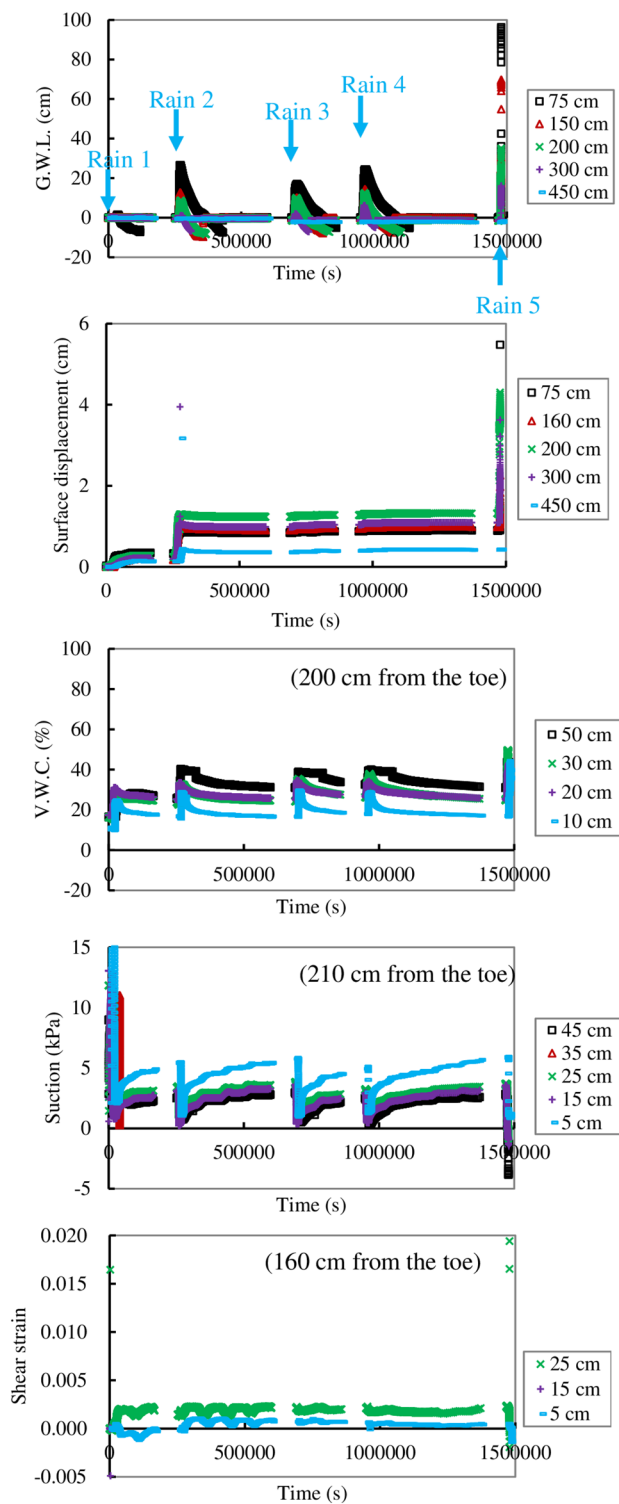 100
80
60
40
20
0
-20
G.W.L. (cm)
Rain 1
Rain 2
Rain 3
Rain 4
Rain 5
0 500000 1000000 1500000
Time (s)
75 cm
150 cm
200 cm
300 cm
450 cm
6
4
2
0
Surface displacement (cm)
0 500000 1000000 1500000
Time (s)
75 cm
160 cm
200 cm
300 cm
450 cm
100
80
60
40
20
0
-20
V.W.C. (%)
(200 cm from the toe)
0 500000 1000000 1500000
Time (s)
50 cm
30 cm
20 cm
10 cm
15
10
5
0
-5
Suction (kPa)
(210 cm from the toe)
0 500000 1000000 1500000
Time (s)
45 cm
35 cm
25 cm
15 cm
5 cm
0.020
0.015
0.010
0.005
0.000
-0.005
Shear strain
(160 cm from the toe)
0 500000 1000000 1500000
Time (s)
25 cm
15 cm
5 cm